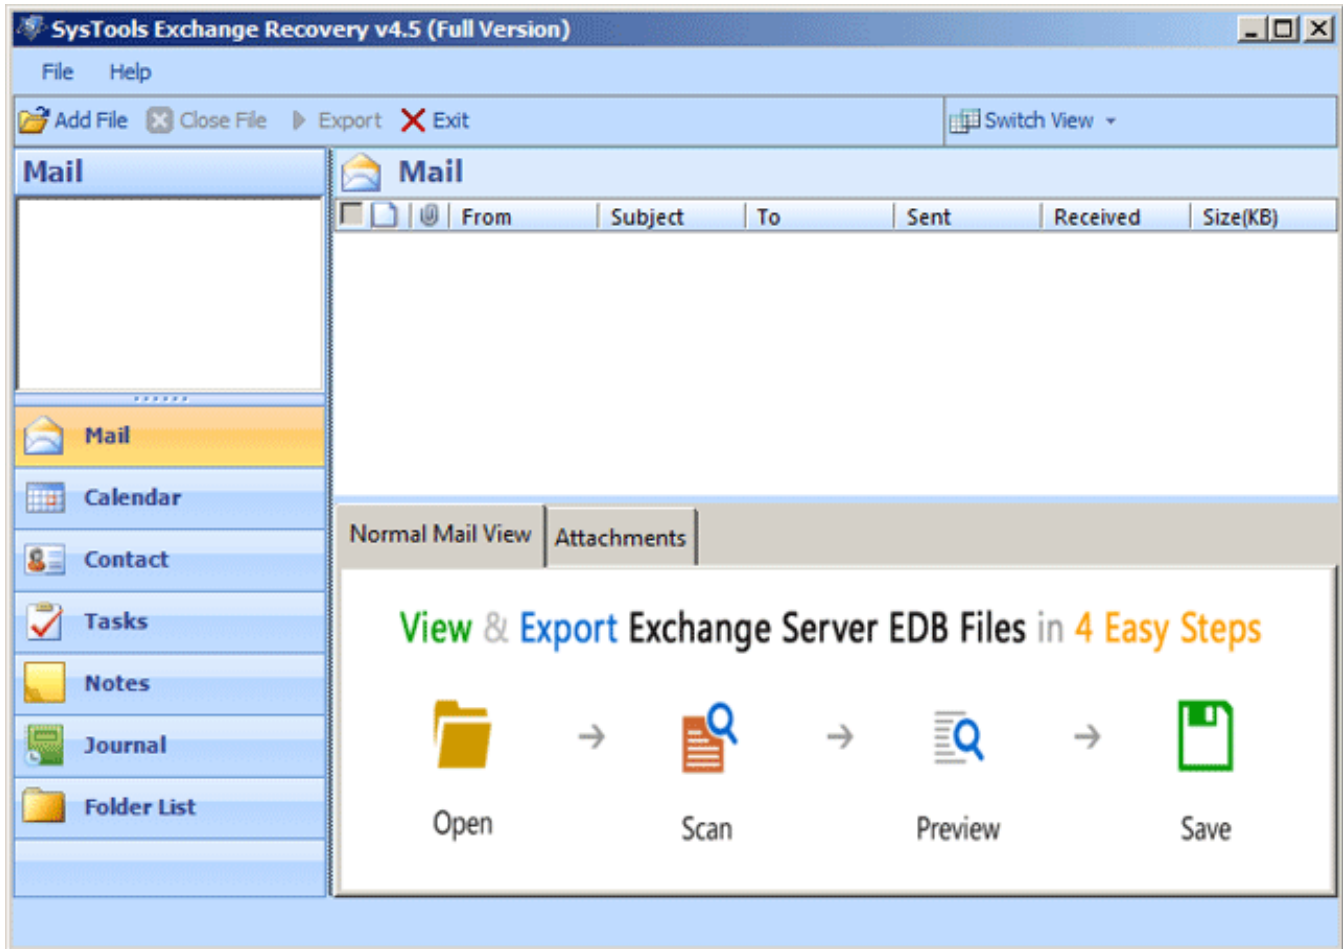 SysTools Exchange Recovery v4.5 (Full Version)
File Help
Add File Close File Export Exit Switch View
Mail
Mail
From Subject To Sent Received Size(KB)
Mail
Calendar
Contact
Tasks
Notes
Journal
Folder List
Normal Mail View Attachments
View & Export Exchange Server EDB Files in 4 Easy Steps
Open Scan Preview Save